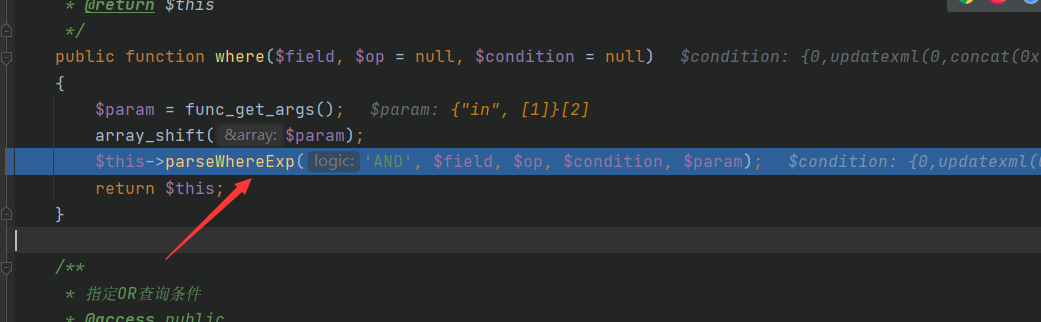 * @return $this
*/
public function where($field, $op = null, $condition = null) $condition: {0,updatexml(0,concat(0x
{
$param = func_get_args(); $param: {"in", [1]}[2]
array_shift( &array: $param);
$this->parseWhereExp( logic: 'AND', $field, $op, $condition, $param); $condition: {0,updatexml(
return $this;
}
/**
* 指定OR查询条件
* @access public